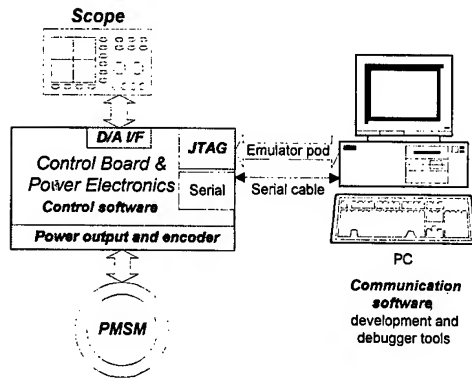 Scope
D/A I/F
JTAG
Control Board &
Power Electronics
Control software
Serial
Power output and encoder
PMSM
Emulator pod
Serial cable
PC
Communication
software,
development and
debugger tools